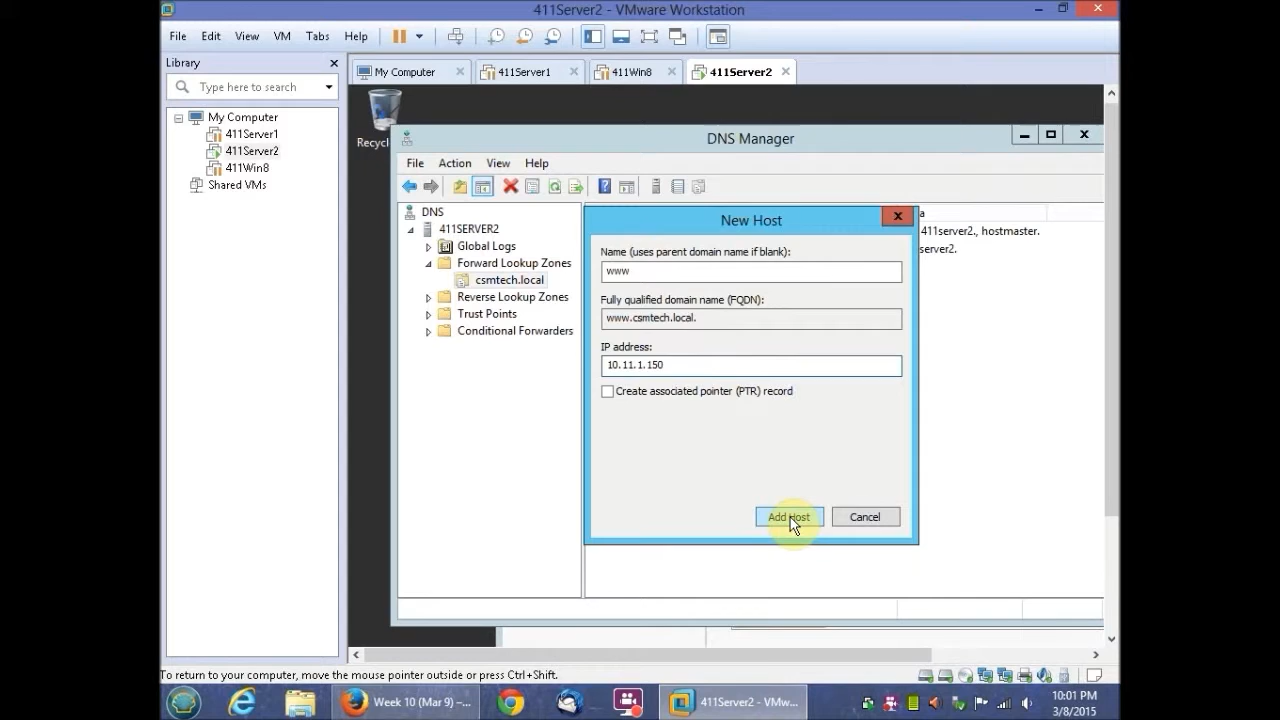 411Server2 - VMware Workstation
File Edit View VM Tabs Help
Library
Type here to search
My Computer
411Server1
411Server2
411Win8
Shared VMs
My Computer 411Server1 411Win8 411Server2
Recycl
DNS Manager
File Action View Help
DNS
411SERVER2
Global Logs
Forward Lookup Zones
csmtech.local
Reverse Lookup Zones
Trust Points
Conditional Forwarders
a
411server2., hostmaster.
server2.
New Host
Name (uses parent domain name if blank):
www
Fully qualified domain name (FQDN):
www.csmtech.local.
IP address:
10.11.1.150
Create associated pointer (PTR) record
Add Host Cancel
To return to your computer, move the mouse pointer outside or press Ctrl+Shift.
Week 10 (Mar 9) –...
411Server2 - VMw...
10:01 PM
3/8/2015